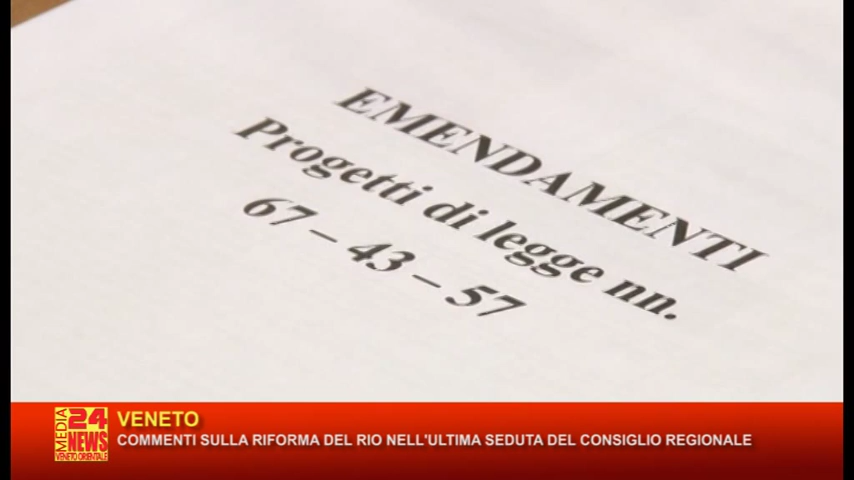 EMENDAMENTI
Progetti di legge nn.
67 – 43 – 57
MEDIA
24
NEWS
VENETO ORIENTALE
VENETO
COMMENTI SULLA RIFORMA DEL RIO NELL'ULTIMA SEDUTA DEL CONSIGLIO REGIONALE